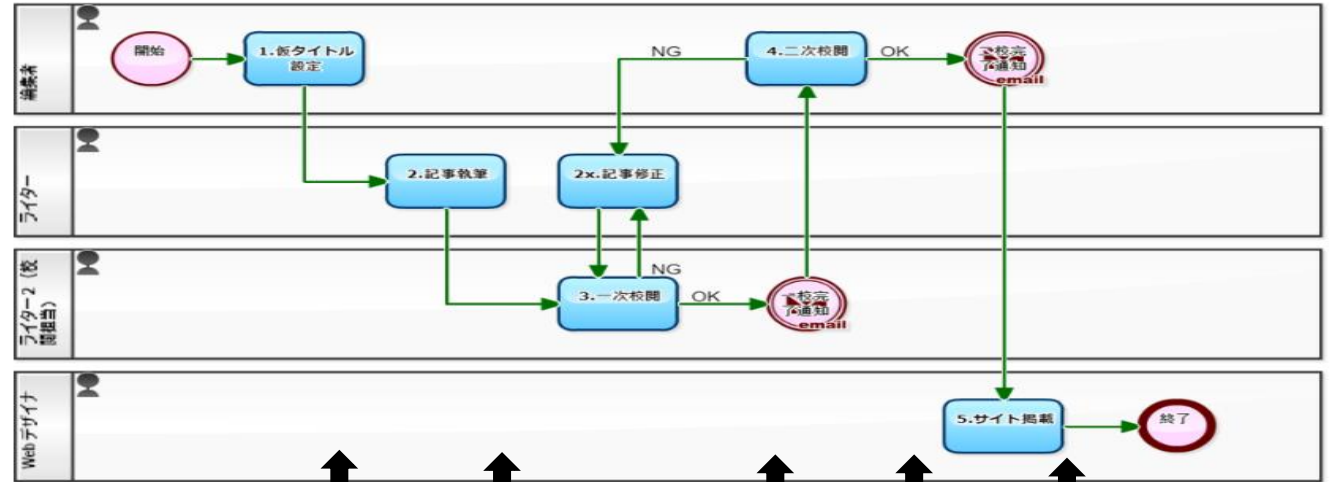 編集者
開始
1.仮タイトル
設定
NG
4.二次校閲
OK
校完
了通知
email
ライター
2.記事執筆
2x.記事修正
ライター2（校
閲担当）
NG
3.一次校閲
OK
校完
了通知
email
Webデザイナ
5.サイト掲載
終了